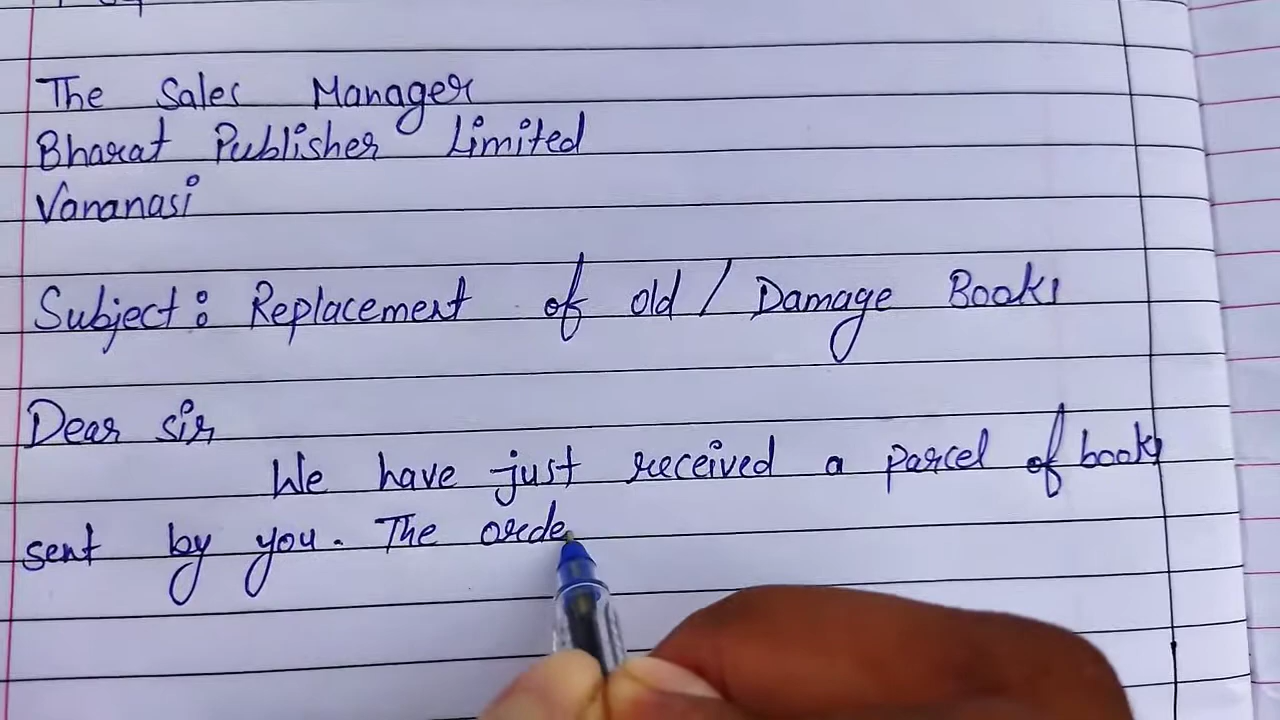 The Sales Manager
Bharat Publisher Limited
Varanasi
Subject: Replacement of old / Damage Books
Dear Sir
We have just received a parcel of books
sent by you. The orde